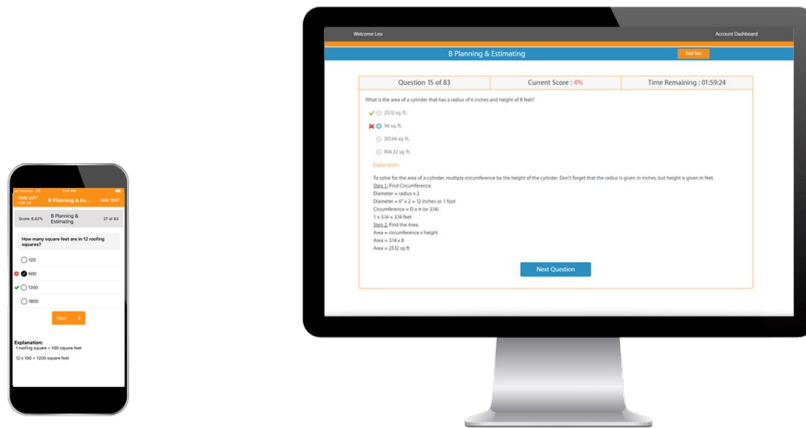 TIME LEFT
B Planning & Es...
END TEST
Score: 6.02%
B Planning &
Estimating
27 of 83
How many square feet are in 12 roofing
squares?
120
600
1200
1800
Next
Explanation:
1 roofing square = 100 square feet
12 x 100 = 1200 square feet
Welcome Leo
Account Dashboard
B Planning & Estimating
End Test
Question 15 of 83
Current Score : 4%
Time Remaining : 01:59:24
What is the area of a cylinder that has a radius of 6 inches and height of 8 feet?
25.12 sq. ft.
96 sq. ft.
301.44 sq. ft.
904.32 sq. ft.
Explanation:
To solve for the area of a cylinder, multiply circumference by the height of the cylinder. Don't forget that the radius is given in inches, but height is given in feet.
Step 1: Find Circumference.
Diameter = radius x 2
Diameter = 6" x 2 = 12 inches or 1 foot
Circumference = D x π (or 3.14)
1 x 3.14 = 3.14 feet
Step 2: Find the Area.
Area = circumference x height
Area = 3.14 x 8
Area = 25.12 sq ft
Next Question